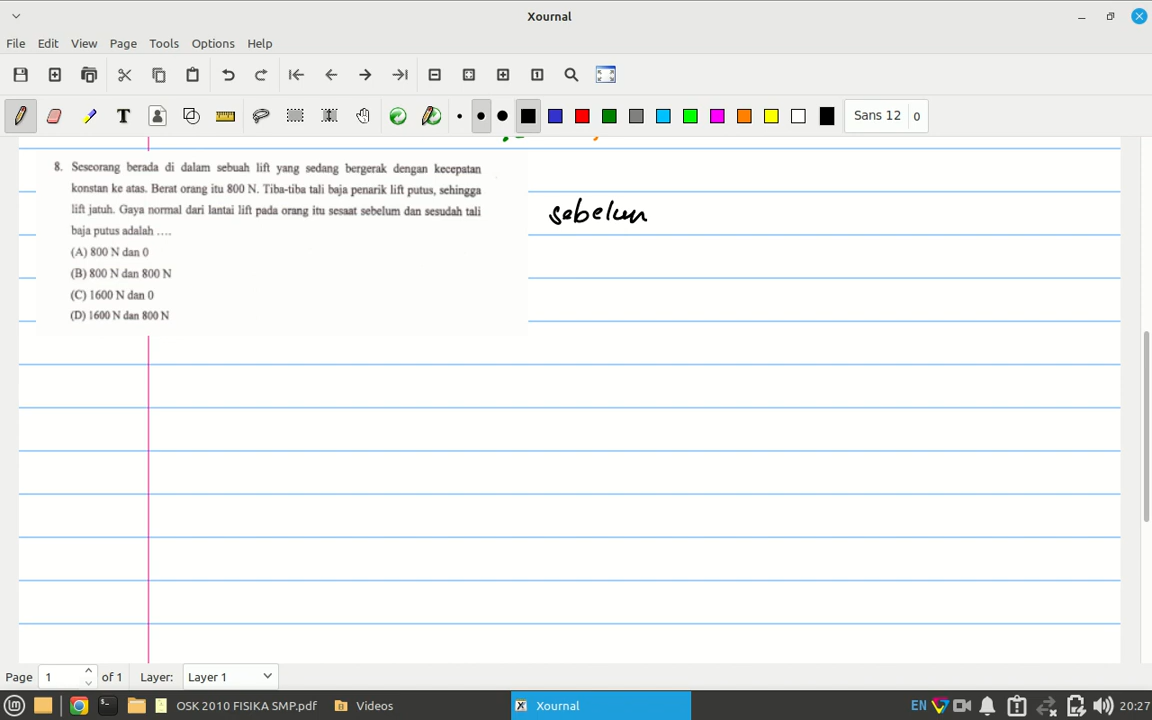 Xournal
File Edit View Page Tools Options Help
Sans 12 0
8. Seseorang berada di dalam sebuah lift yang sedang bergerak dengan kecepatan
konstan ke atas. Berat orang itu 800 N. Tiba-tiba tali baja penarik lift putus, sehingga
lift jatuh. Gaya normal dari lantai lift pada orang itu sesaat sebelum dan sesudah tali
baja putus adalah ....
(A) 800 N dan 0
(B) 800 N dan 800 N
(C) 1600 N dan 0
(D) 1600 N dan 800 N
sebelum
Page 1 of 1 Layer: Layer 1
OSK 2010 FISIKA SMP.pdf Videos Xournal EN 20:27